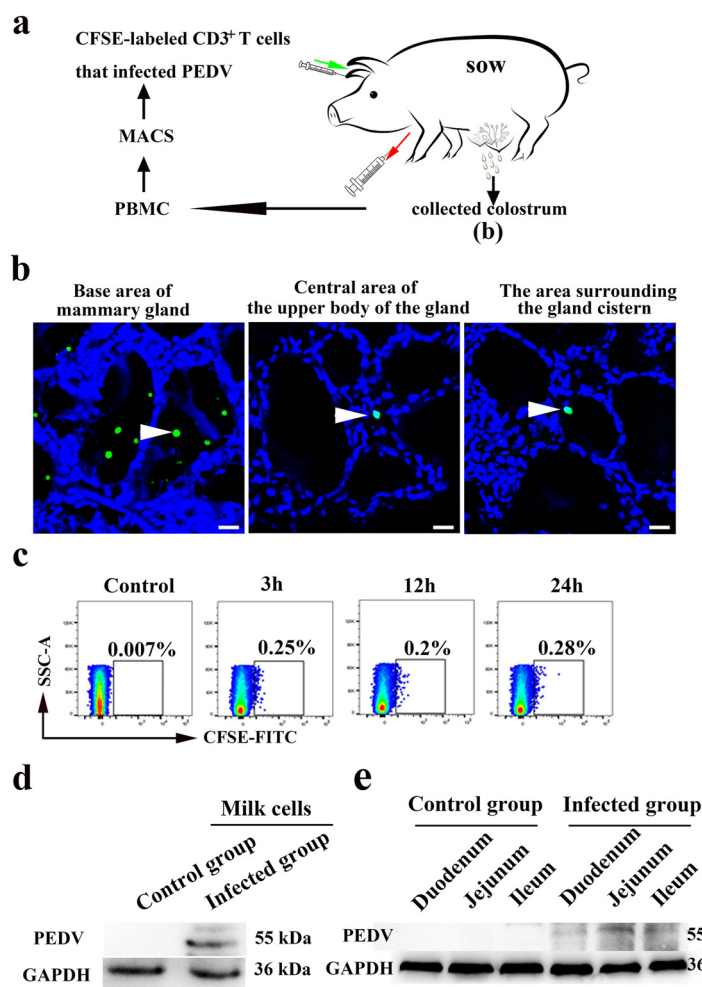 a
CFSE-labeled CD3+ T cells
that infected PEDV
MACS
PBMC
sow
collected colostrum
(b)
b
Base area of
mammary gland
Central area of
the upper body of the gland
The area surrounding
the gland cistern
c
Control
3h
12h
24h
0.007%
0.25%
0.2%
0.28%
SSC-A
CFSE-FITC
d
Milk cells
Control group
Infected group
PEDV
55 kDa
GAPDH
36 kDa
e
Control group
Infected group
Duodenum
Jejunum
Ileum
Duodenum
Jejunum
Ileum
PEDV
55
GAPDH
36